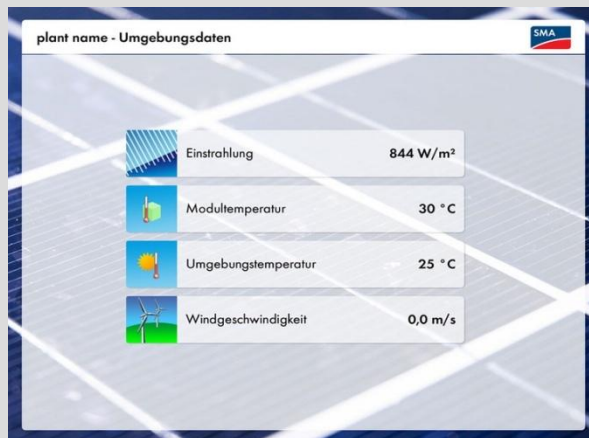 plant name - Umgebungsdaten
SMA
Einstrahlung 844 W/m²
Modultemperatur 30 °C
Umgebungstemperatur 25 °C
Windgeschwindigkeit 0,0 m/s